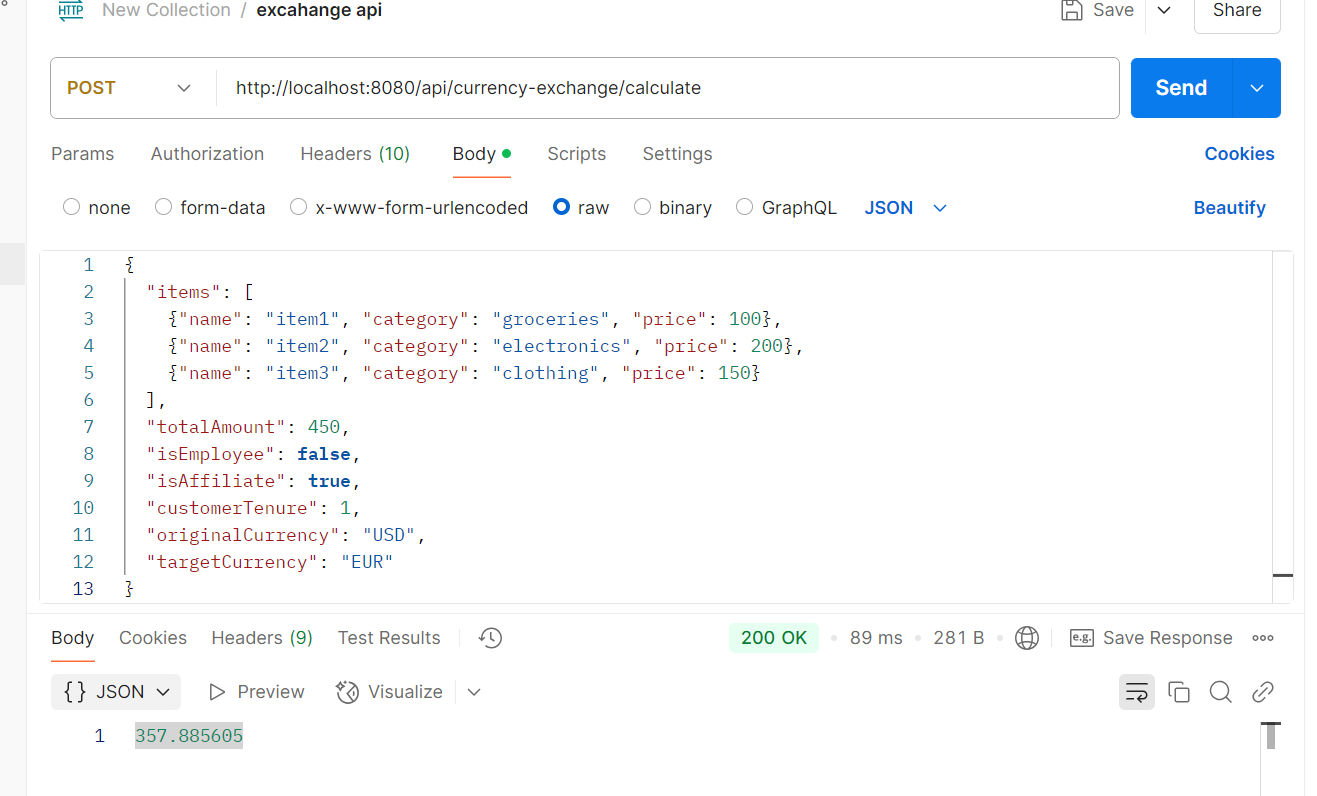 HTTP New Collection / excahange api Save Share
POST http://localhost:8080/api/currency-exchange/calculate Send
Params Authorization Headers (10) Body Scripts Settings Cookies
none form-data x-www-form-urlencoded raw binary GraphQL JSON Beautify
1 {
2 "items": [
3 {"name": "item1", "category": "groceries", "price": 100},
4 {"name": "item2", "category": "electronics", "price": 200},
5 {"name": "item3", "category": "clothing", "price": 150}
6 ],
7 "totalAmount": 450,
8 "isEmployee": false,
9 "isAffiliate": true,
10 "customerTenure": 1,
11 "originalCurrency": "USD",
12 "targetCurrency": "EUR"
13 }
Body Cookies Headers (9) Test Results 200 OK 89 ms 281 B e.g. Save Response
{} JSON Preview Visualize
1 357.885605